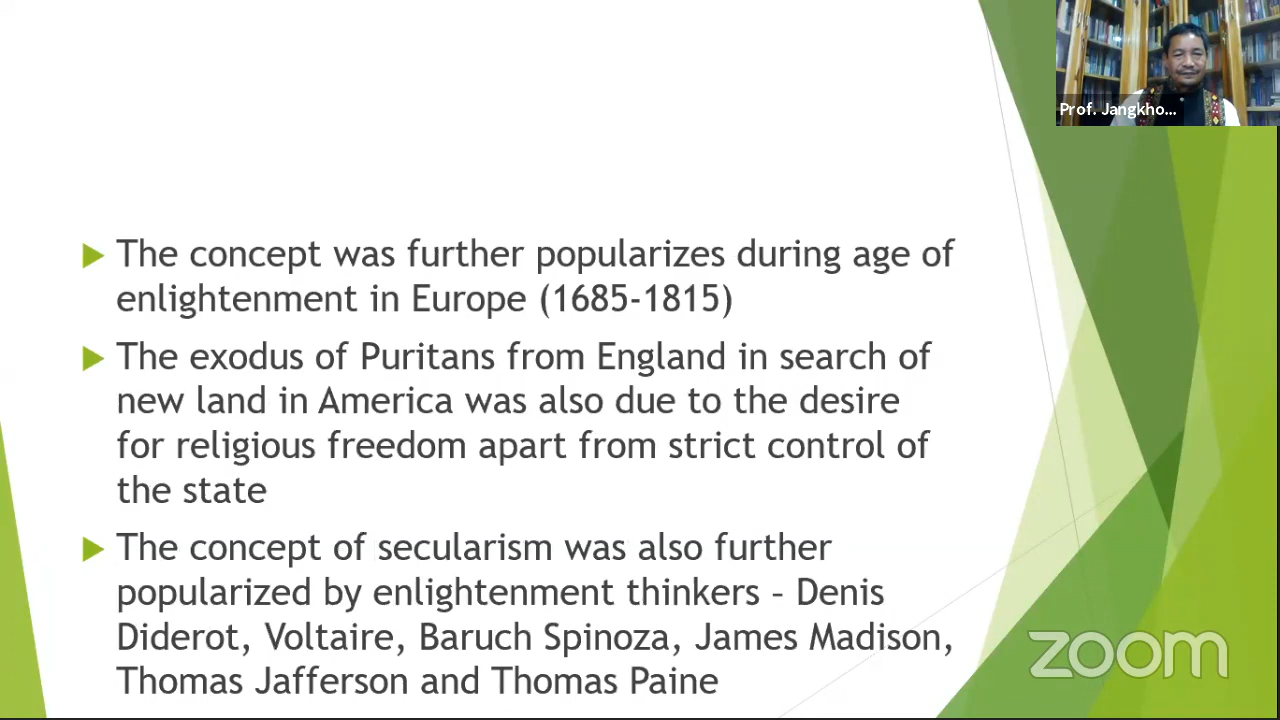 Prof. Jangkho...
The concept was further popularizes during age of
enlightenment in Europe (1685-1815)
The exodus of Puritans from England in search of
new land in America was also due to the desire
for religious freedom apart from strict control of
the state
The concept of secularism was also further
popularized by enlightenment thinkers – Denis
Diderot, Voltaire, Baruch Spinoza, James Madison,
Thomas Jafferson and Thomas Paine
zoom